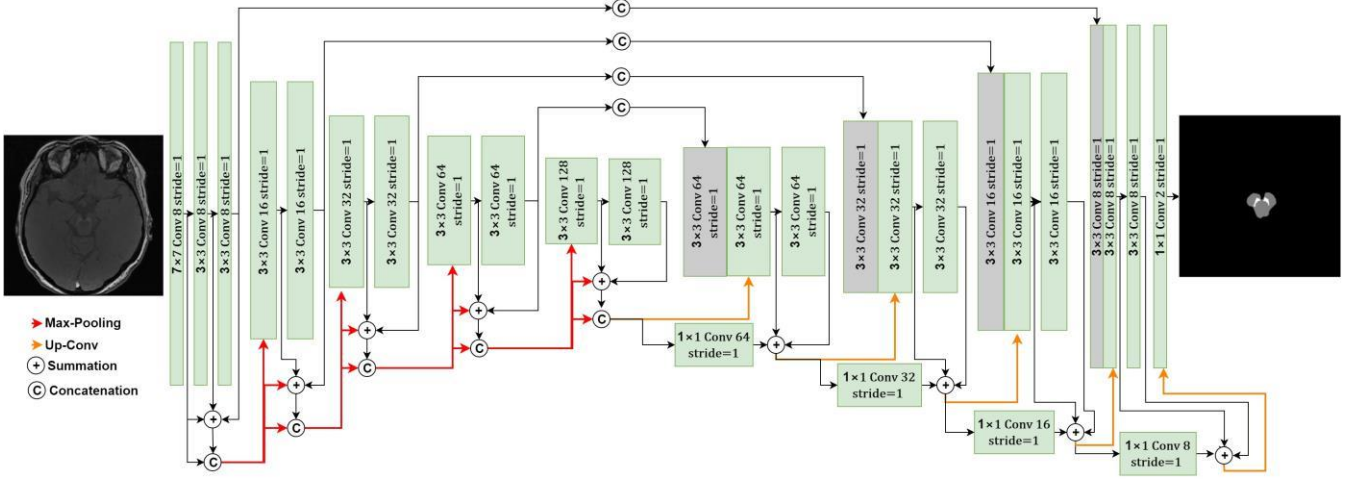 C
C
C
C
7×7 Conv 8 stride=1
3×3 Conv 8 stride=1
3×3 Conv 8 stride=1
3×3 Conv 16 stride=1
3×3 Conv 16 stride=1
3×3 Conv 32 stride=1
3×3 Conv 32 stride=1
3×3 Conv 64
stride=1
3×3 Conv 64
stride=1
3×3 Conv 128
stride=1
3×3 Conv 128
stride=1
3×3 Conv 64
stride=1
3×3 Conv 64
stride=1
3×3 Conv 64
stride=1
3×3 Conv 32 stride=1
3×3 Conv 32 stride=1
3×3 Conv 32 stride=1
3×3 Conv 16 stride=1
3×3 Conv 16 stride=1
3×3 Conv 16 stride=1
3×3 Conv 8 stride=1
3×3 Conv 8 stride=1
3×3 Conv 8 stride=1
1×1 Conv 2 stride=1
Max-Pooling
Up-Conv
+ Summation
C Concatenation
+
C
+
C
+
C
+
C
+
C
1×1 Conv 64
stride=1
+
1×1 Conv 32
stride=1
+
1×1 Conv 16
stride=1
+
1×1 Conv 8
stride=1
+